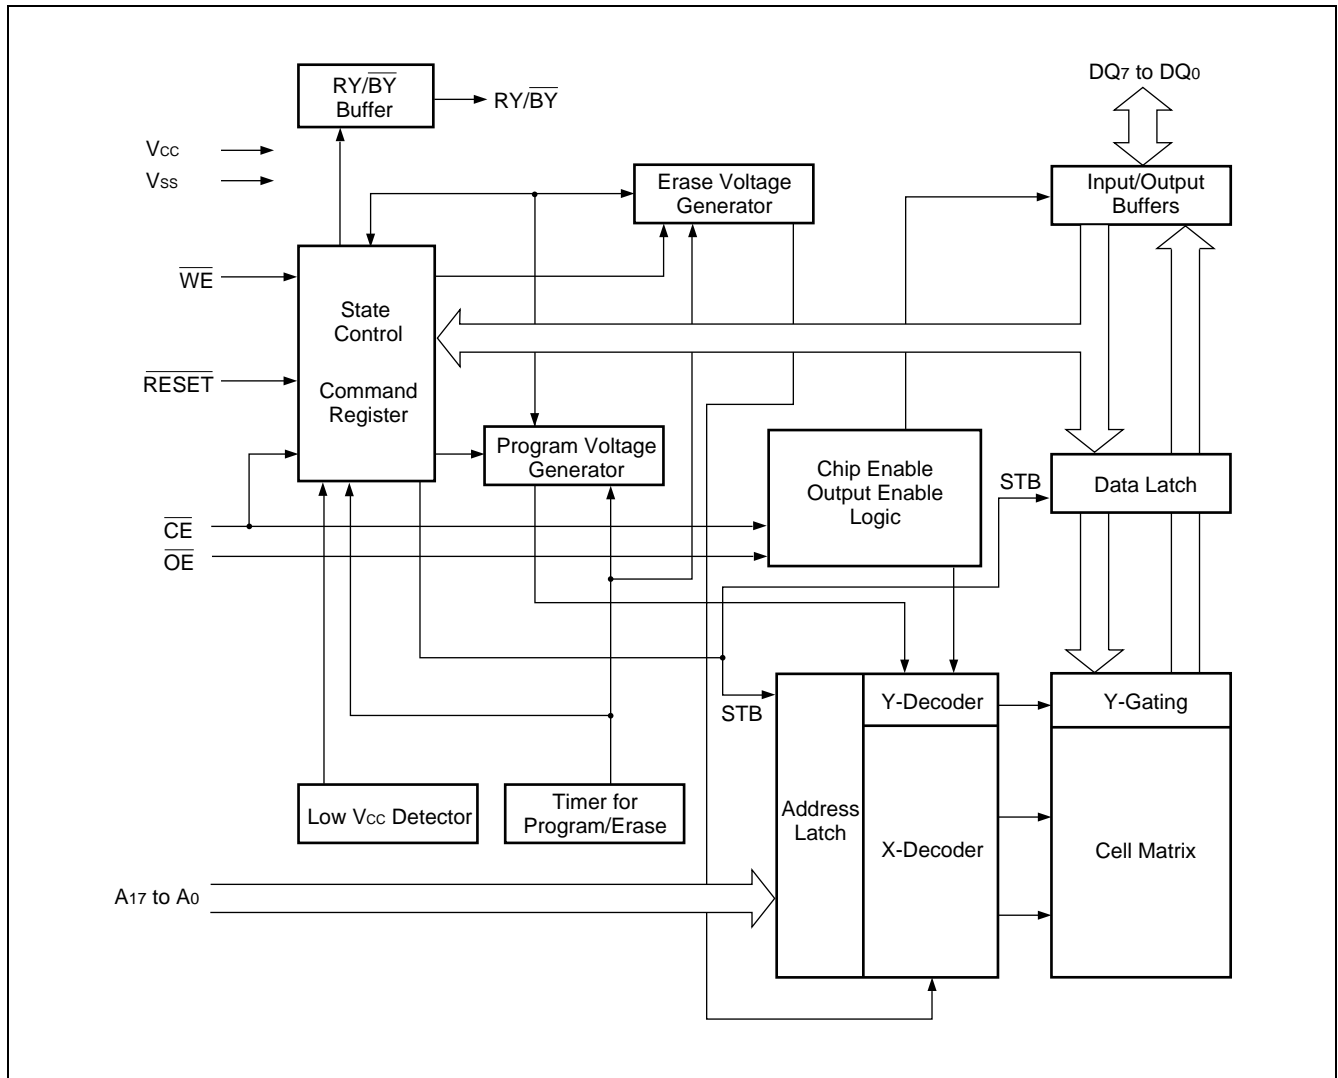 RY/BY
Buffer
RY/BY
DQ7 to DQ0
VCC
VSS
Erase Voltage
Generator
Input/Output
Buffers
WE
State
Control
RESET
Command
Register
Program Voltage
Generator
Chip Enable
Output Enable
Logic
STB
Data Latch
CE
OE
STB
Y-Decoder
Y-Gating
Low VCC Detector
Timer for
Program/Erase
Address
Latch
X-Decoder
Cell Matrix
A17 to A0